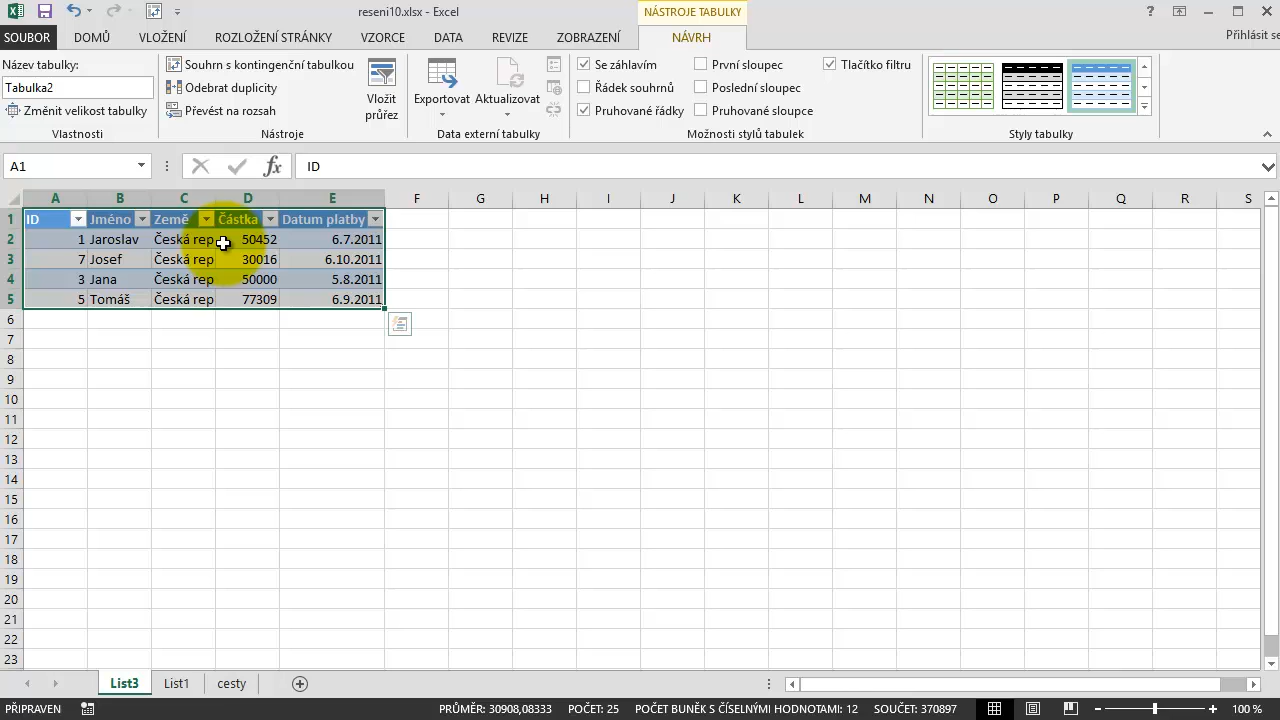 reseni10.xlsx - Excel
NÁSTROJE TABULKY
SOUBOR DOMŮ VLOŽENÍ ROZLOŽENÍ STRÁNKY VZORCE DATA REVIZE ZOBRAZENÍ NÁVRH Přihlásit se
Název tabulky:
Tabulka2
Změnit velikost tabulky
Vlastnosti
Souhrn s kontingenční tabulkou
Odebrat duplicity
Převést na rozsah
Vložit průřez
Nástroje
Exportovat Aktualizovat
Data externí tabulky
Se záhlavím První sloupec Tlačítko filtru
Řádek souhrnů Poslední sloupec
Pruhované řádky Pruhované sloupce
Možnosti stylů tabulek
Styly tabulky
A1 fx ID
A B C D E F G H I J K L M N O P Q R S
1 ID Jméno Země Částka Datum platby
2 1 Jaroslav Česká rep 50452 6.7.2011
3 7 Josef Česká rep 30016 6.10.2011
4 3 Jana Česká rep 50000 5.8.2011
5 5 Tomáš Česká rep 77309 6.9.2011
6
7
8
9
10
11
12
13
14
15
16
17
18
19
20
21
22
23
List3 List1 cesty
PŘIPRAVEN PRŮMĚR: 30908,08333 POČET: 25 POČET BUNĚK S ČÍSELNÝMI HODNOTAMI: 12 SOUČET: 370897 100 %